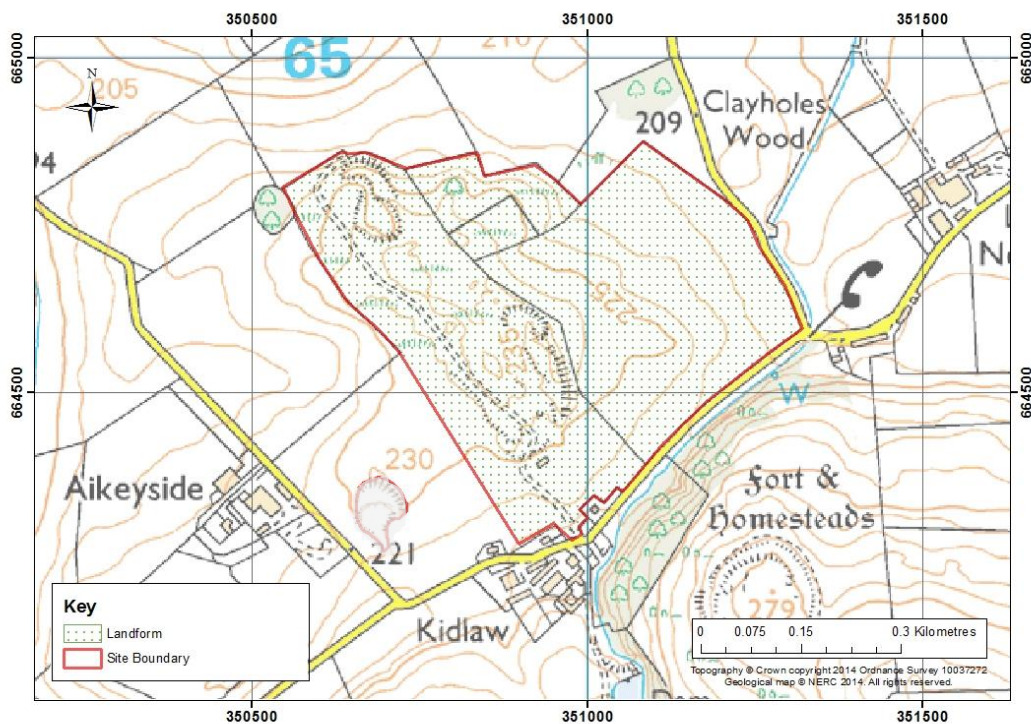 350500
351000
351500
665000
665000
65
210
N
205
Clayholes
Wood
209
94
N
225
235
664500
664500
W
230
Aikeyside
Fort &
Homesteads
221
279
Kidlaw
Key
Landform
Site Boundary
0 0.075 0.15 0.3 Kilometres
Topography © Crown copyright 2014 Ordnance Survey 10037272
Geological map © NERC 2014. All rights reserved.
350500
351000
351500